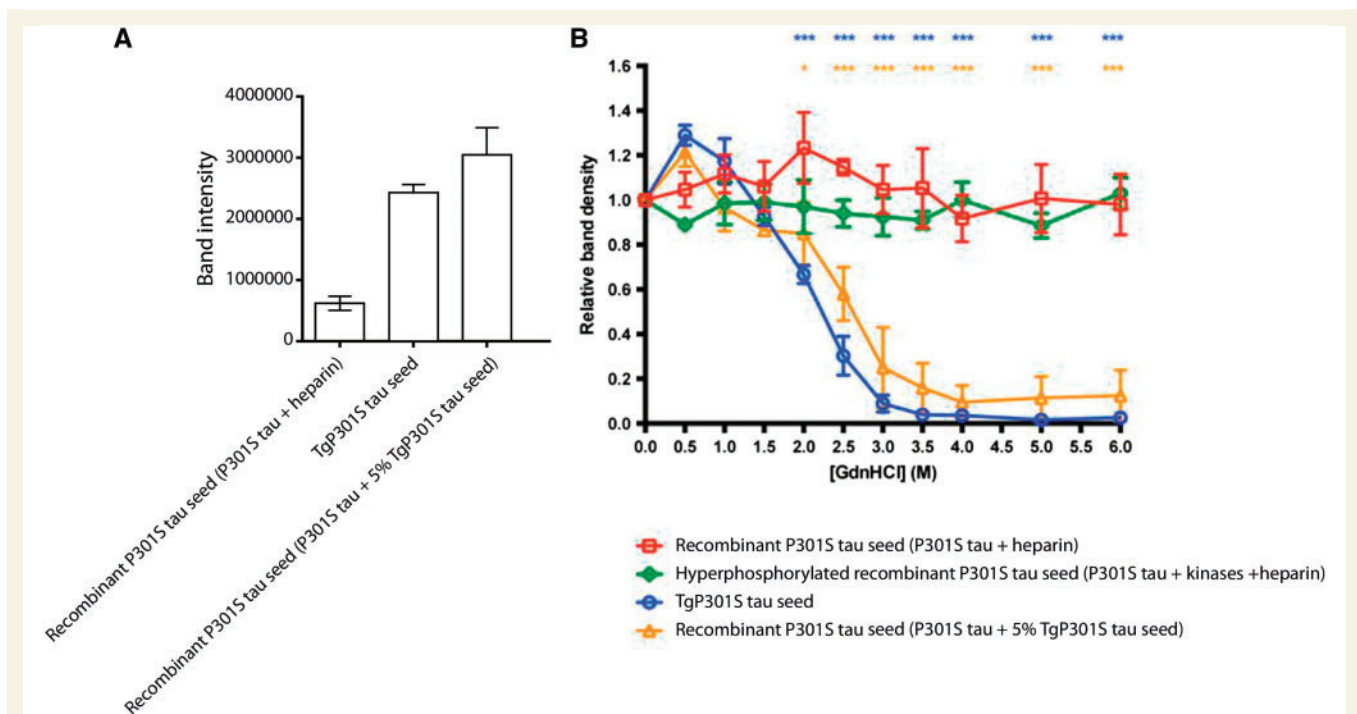 A
Band intensity
4000000
3000000
2000000
1000000
0
Recombinant P301S tau seed (P301S tau + heparin)
TgP301S tau seed
Recombinant P301S tau seed (P301S tau + 5% TgP301S tau seed)
B
*** *** *** *** *** *** ***
* *** *** *** *** *** ***
Relative band density
1.6
1.4
1.2
1.0
0.8
0.6
0.4
0.2
0.0
0.0 0.5 1.0 1.5 2.0 2.5 3.0 3.5 4.0 4.5 5.0 5.5 6.0
[GdnHCl] (M)
Recombinant P301S tau seed (P301S tau + heparin)
Hyperphosphorylated recombinant P301S tau seed (P301S tau + kinases +heparin)
TgP301S tau seed
Recombinant P301S tau seed (P301S tau + 5% TgP301S tau seed)